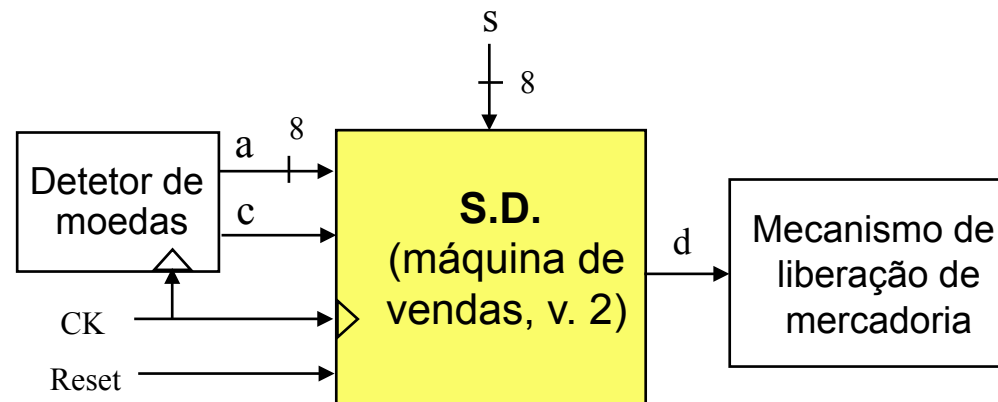 s
8
8
a
Detetor de
moedas
c
S.D.
(máquina de
vendas, v. 2)
d
Mecanismo de
liberação de
mercadoria
CK
Reset